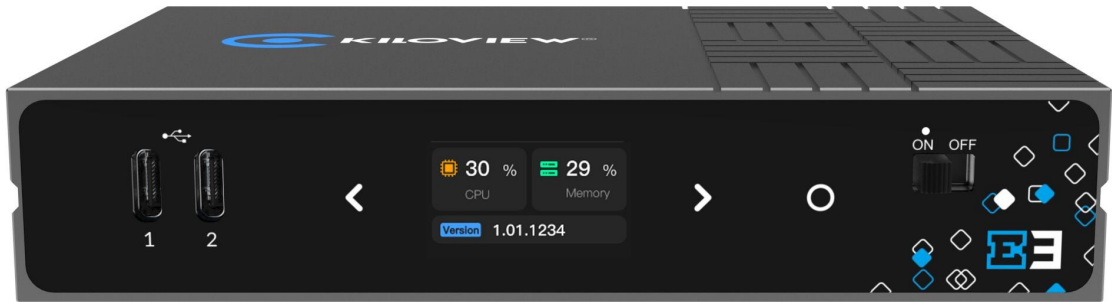 KILOVIEW
ON OFF
30 %
CPU
29 %
Memory
Version 1.01.1234
1 2
E3